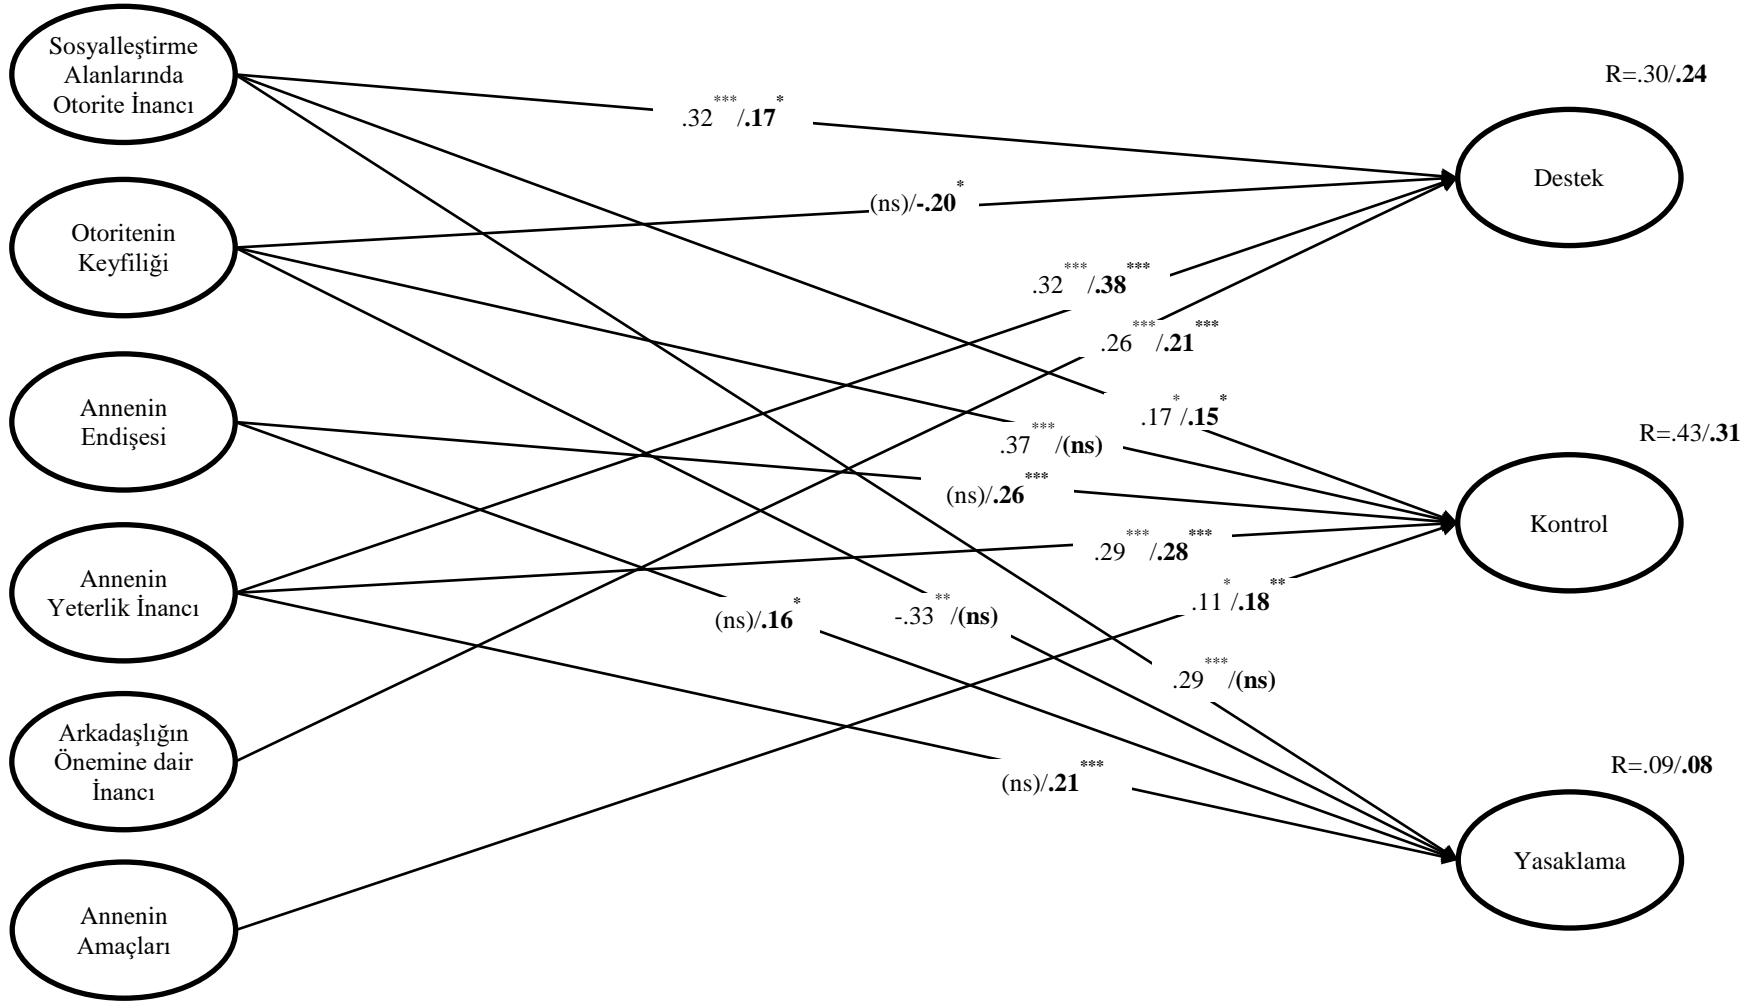 Sosyalleştirme
Alanlarında
Otorite İnancı
R=.30/.24
.32***/.17*
Destek
(ns)/-.20*
Otoritenin
Keyfiliği
.32***/.38***
.26***/.21***
Annenin
Endişesi
.17*/.15*
.37***/(ns)
R=.43/.31
(ns)/.26***
Kontrol
.29***/.28***
Annenin
Yeterlik İnancı
.11*/.18**
(ns)/.16*
-.33**/(ns)
.29***/(ns)
Arkadaşlığın
Önemine dair
İnancı
R=.09/.08
(ns)/.21***
Yasaklama
Annenin
Amaçları